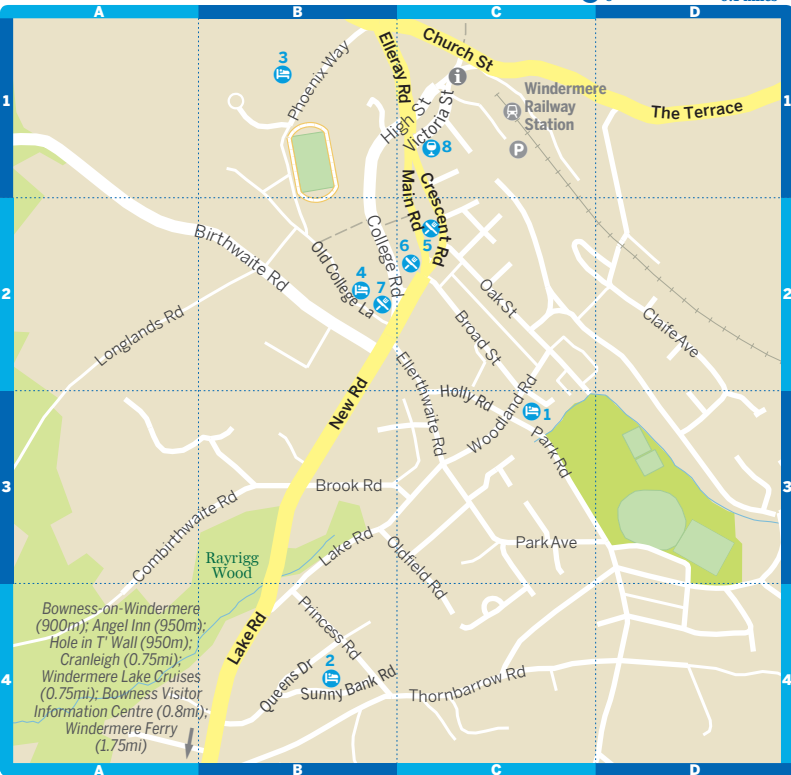 A B C D
1
1
2
2
3
3
4
4
A B C D
3
Phoenix Way
Elleray Rd
Church St
High St
Victoria St
Windermere
Railway
Station
The Terrace
i
P
8
Main Rd
Crescent Rd
College Rd
6 5
Birthwaite Rd
Old College La
4
7
Longlands Rd
Oak St
Broad St
Claife Ave
New Rd
Ellerthwaite Rd
Holly Rd
Woodland Rd
1
Park Rd
Brook Rd
Combirthwaite Rd
Lake Rd
Oldfield Rd
Park Ave
Rayrigg
Wood
Princess Rd
Lake Rd
Queens Dr
2
Sunny Bank Rd
Thornbarrow Rd
Bowness-on-Windermere
(900m); Angel Inn (950m);
Hole in T' Wall (950m);
Cranleigh (0.75mi);
Windermere Lake Cruises
(0.75mi); Bowness Visitor
Information Centre (0.8mi);
Windermere Ferry
(1.75mi)